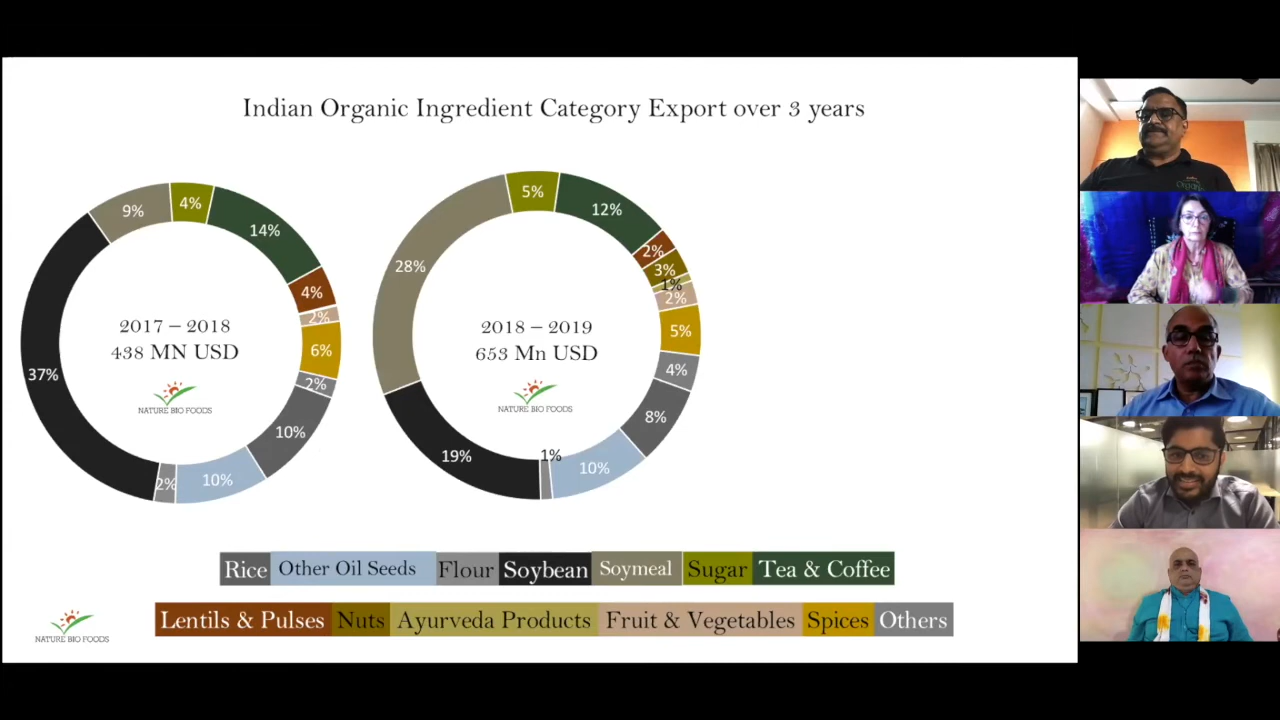 Indian Organic Ingredient Category Export over 3 years
9%
4%
14%
4%
2%
6%
2%
10%
10%
2%
37%
2017 – 2018
438 MN USD
NATURE BIO FOODS
28%
5%
12%
2%
3%
1%
2%
5%
4%
8%
10%
1%
19%
2018 – 2019
653 Mn USD
NATURE BIO FOODS
Rice Other Oil Seeds Flour Soybean Soymeal Sugar Tea & Coffee
Lentils & Pulses Nuts Ayurveda Products Fruit & Vegetables Spices Others
NATURE BIO FOODS